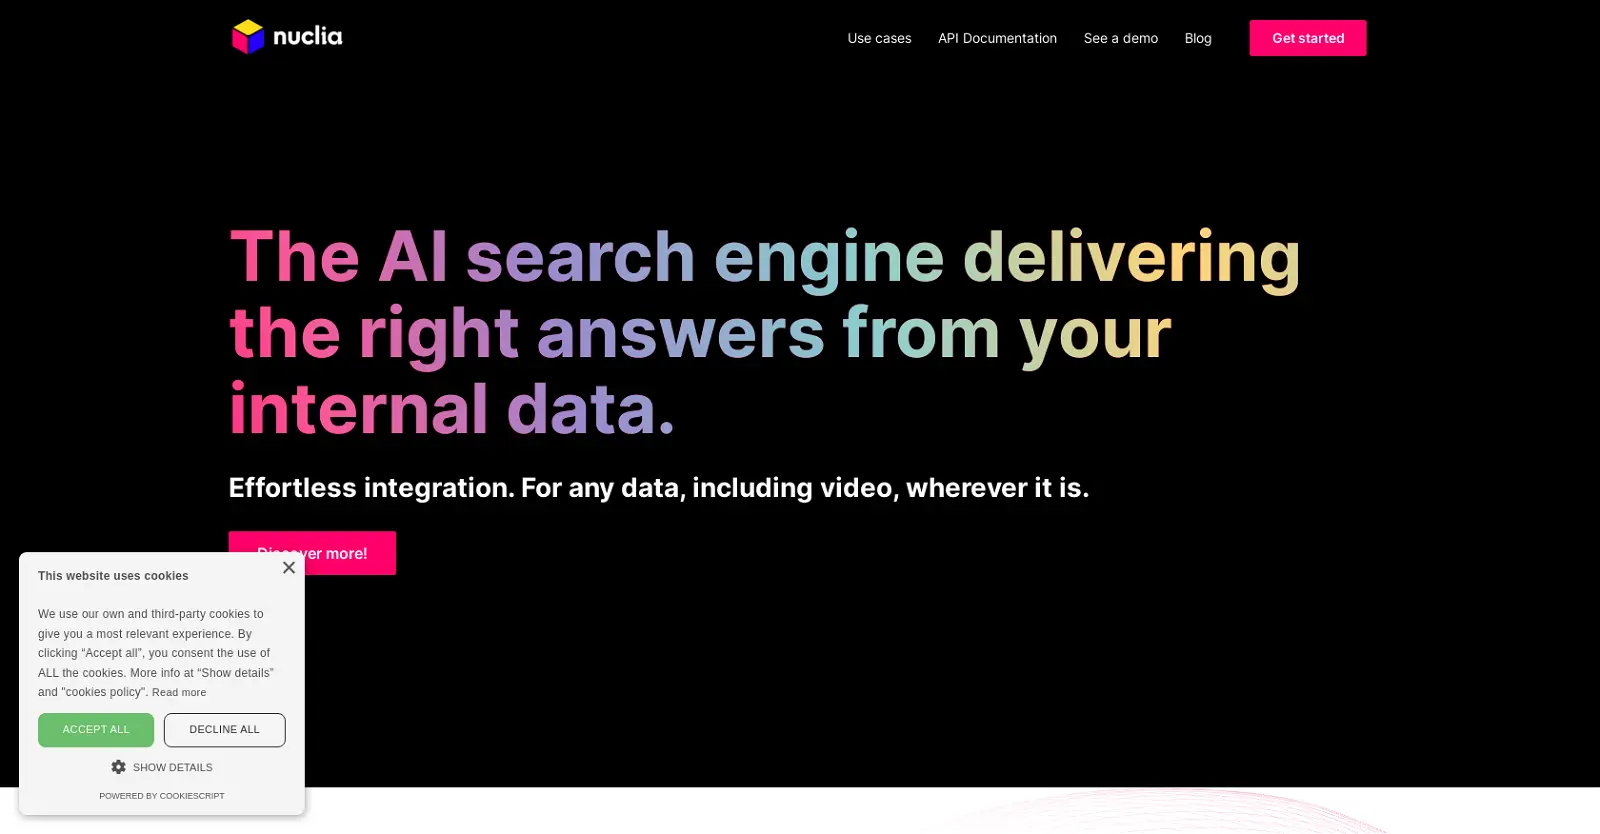 nuclia
Use cases
API Documentation
See a demo
Blog
Get started
The AI search engine delivering
the right answers from your
internal data.
Effortless integration. For any data, including video, wherever it is.
Discover more!
This website uses cookies
We use our own and third-party cookies to
give you a most relevant experience. By
clicking “Accept all”, you consent the use of
ALL the cookies. More info at “Show details”
and "cookies policy". Read more
ACCEPT ALL
DECLINE ALL
SHOW DETAILS
POWERED BY COOKIESCRIPT